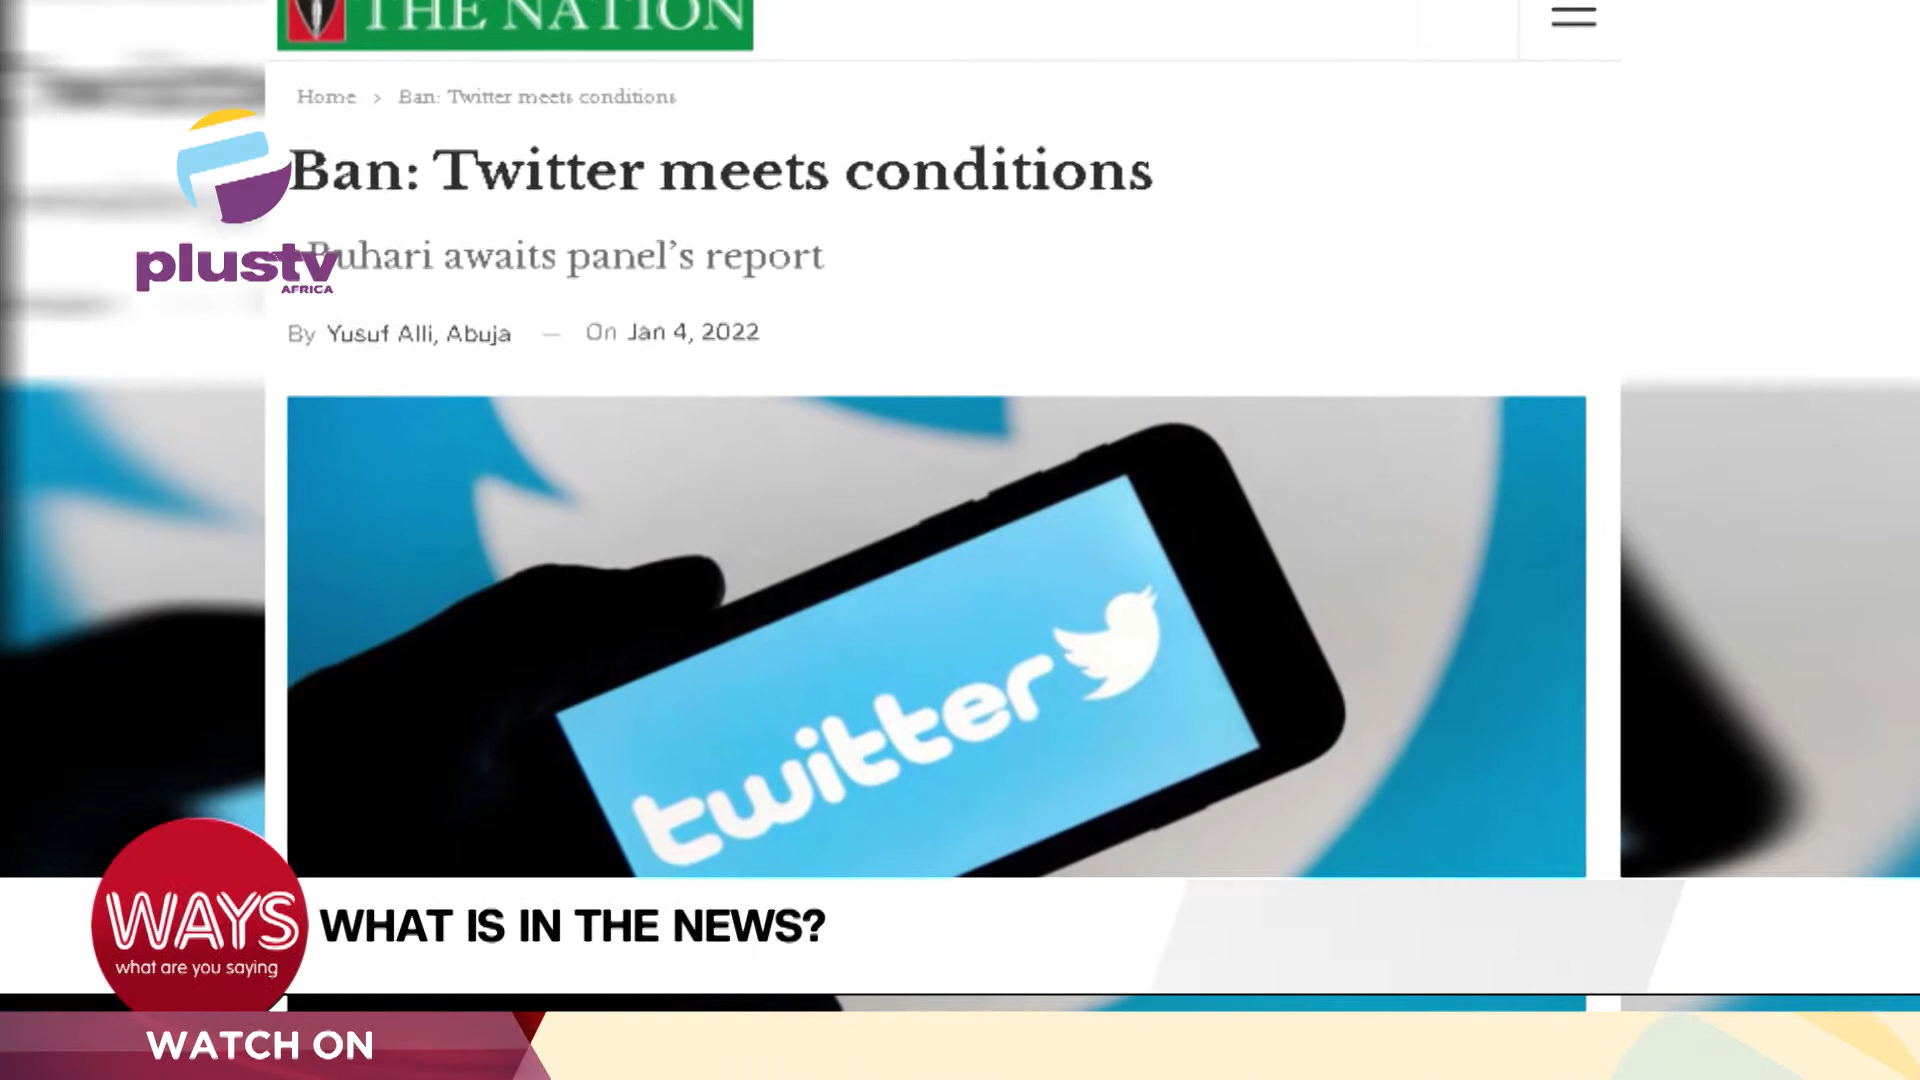 THE NATION
Home > Ban: Twitter meets conditions
Ban: Twitter meets conditions
Buhari awaits panel's report
plustv
AFRICA
By Yusuf Alli, Abuja — On Jan 4, 2022
twitter
WAYS
what are you saying
WHAT IS IN THE NEWS?
WATCH ON